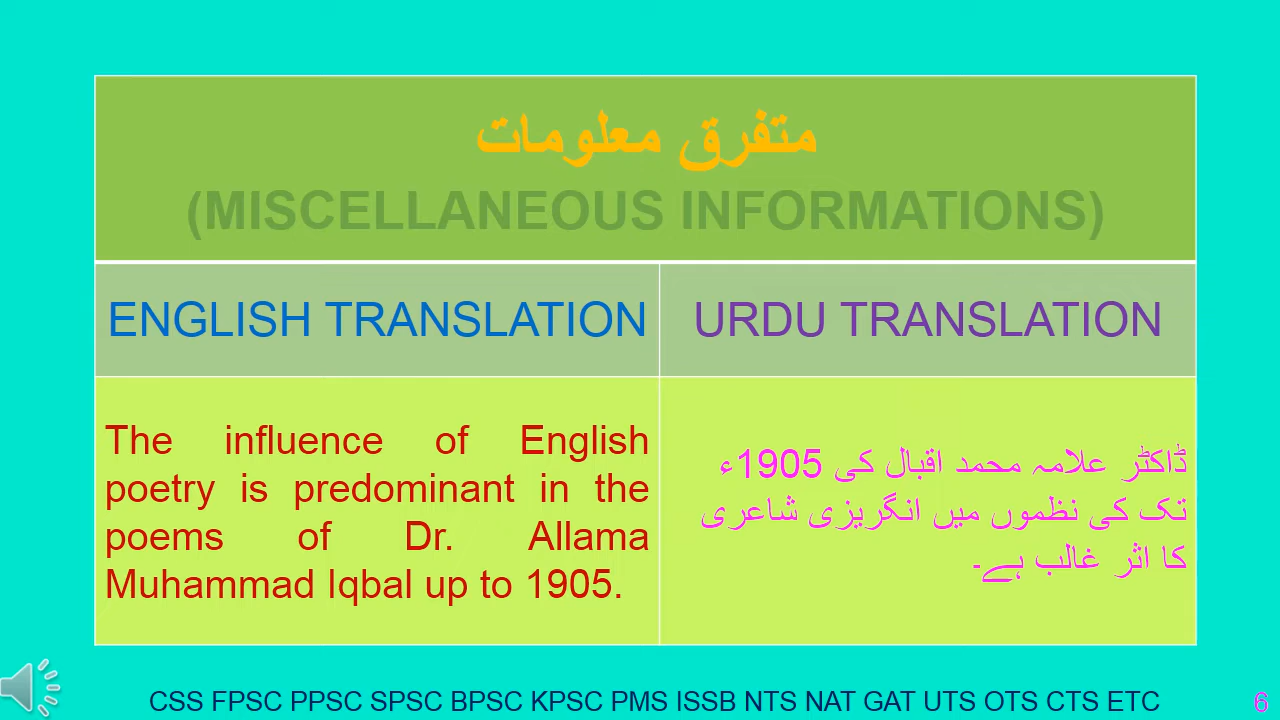 متفرق معلومات
(MISCELLANEOUS INFORMATIONS)
ENGLISH TRANSLATION
URDU TRANSLATION
The influence of English
poetry is predominant in the
poems of Dr. Allama
Muhammad Iqbal up to 1905.
ڈاکٹر علامہ محمد اقبال کی 1905ء
تک کی نظموں میں انگریزی شاعری
کا اثر غالب ہے۔
CSS FPSC PPSC SPSC BPSC KPSC PMS ISSB NTS NAT GAT UTS OTS CTS ETC
6